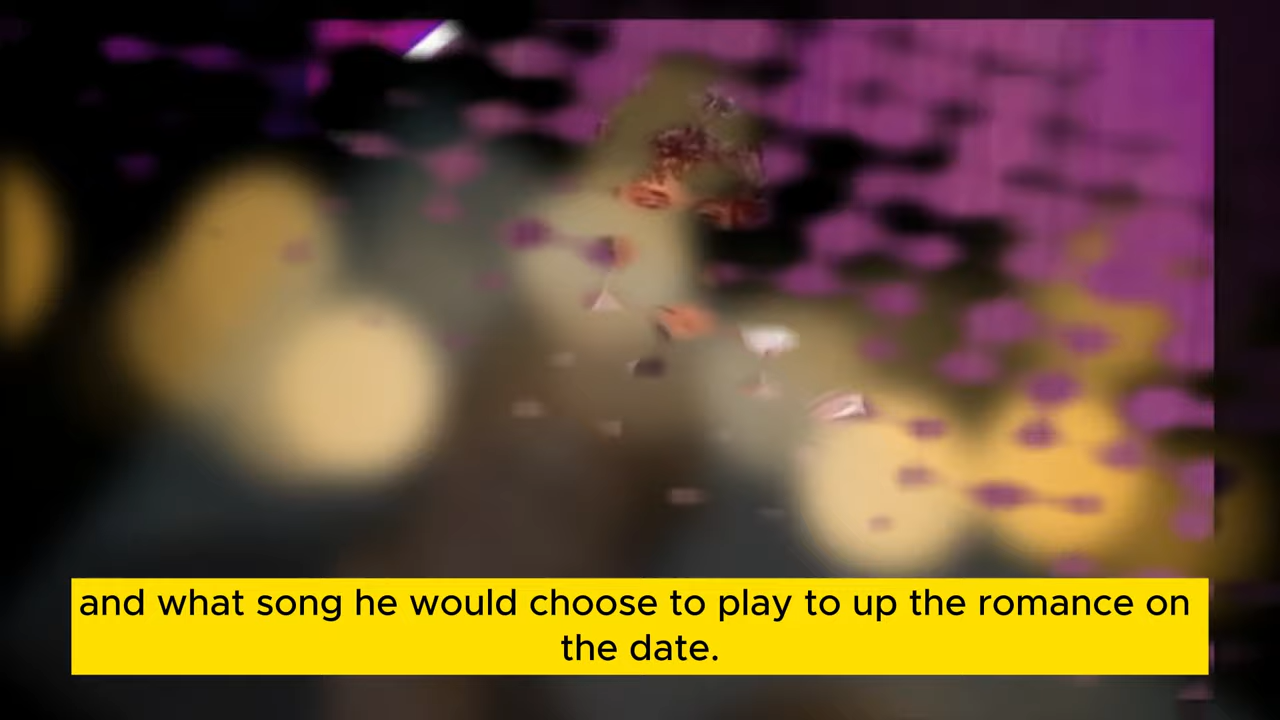 and what song he would choose to play to up the romance on
the date.